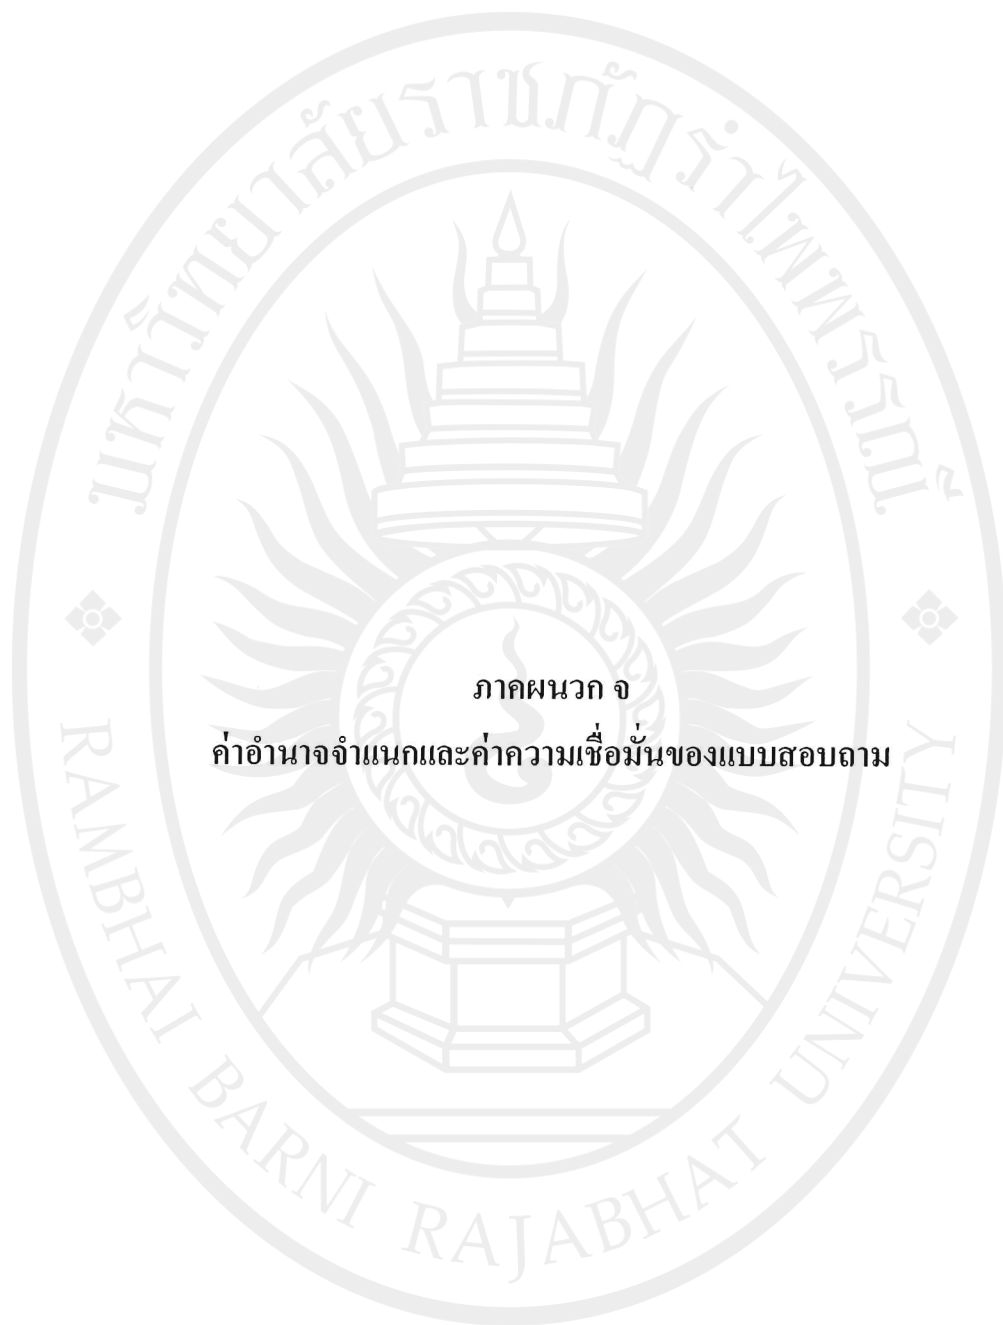 มหาวิทยาลัยราชภัฏรำไพพรรณี
ภาคผนวก จ
ค่าอำนาจจำแนกและค่าความเชื่อมั่นของแบบสอบถาม
RAMBHAI BARNI RAJABHAT UNIVERSITY